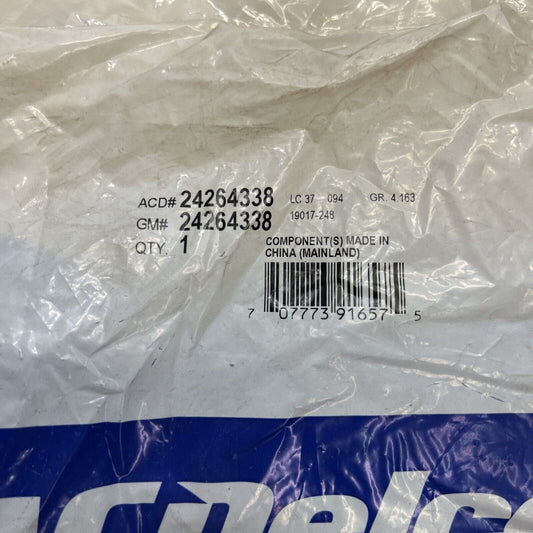 ACD# 24264338 LC 37 094 GR. 4.163
GM# 24264338 19017-248
QTY. 1 COMPONENT(S) MADE IN
CHINA (MAINLAND)
7 07773 91657 5
ACDelco